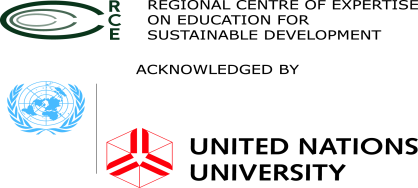 RCE
REGIONAL CENTRE OF EXPERTISE
ON EDUCATION FOR
SUSTAINABLE DEVELOPMENT
ACKNOWLEDGED BY
UNITED NATIONS
UNIVERSITY